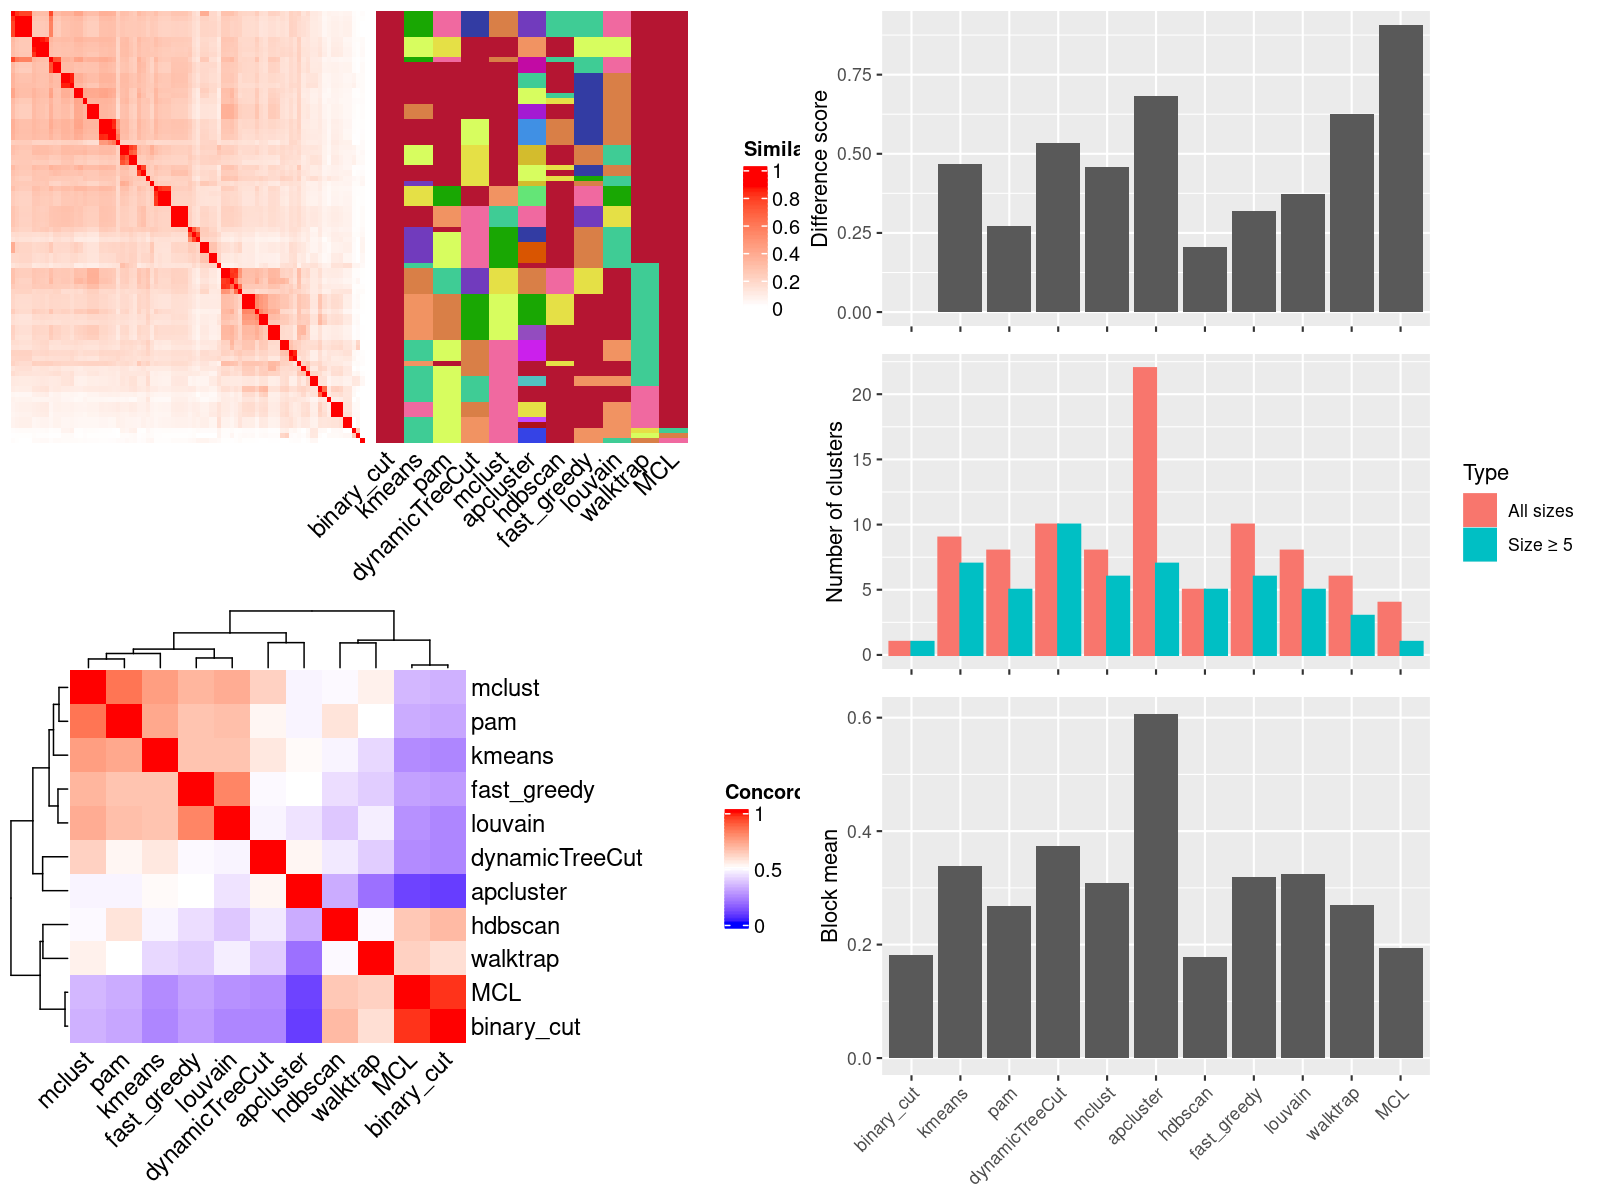 Simila
1
0.8
0.6
0.4
0.2
0
binary_cut
kmeans
pam
dynamicTreeCut
mclust
apcluster
hdbscan
fast_greedy
louvain
walktrap
MCL
Difference score
0.75
0.50
0.25
0.00
Number of clusters
20
15
10
5
0
Type
All sizes
Size ≥ 5
mclust
pam
kmeans
fast_greedy
louvain
dynamicTreeCut
apcluster
hdbscan
walktrap
MCL
binary_cut
mclust
pam
kmeans
fast_greedy
louvain
dynamicTreeCut
apcluster
hdbscan
walktrap
MCL
binary_cut
Concord
1
0.5
0
Block mean
0.6
0.4
0.2
0.0
binary_cut
kmeans
pam
dynamicTreeCut
mclust
apcluster
hdbscan
fast_greedy
louvain
walktrap
MCL